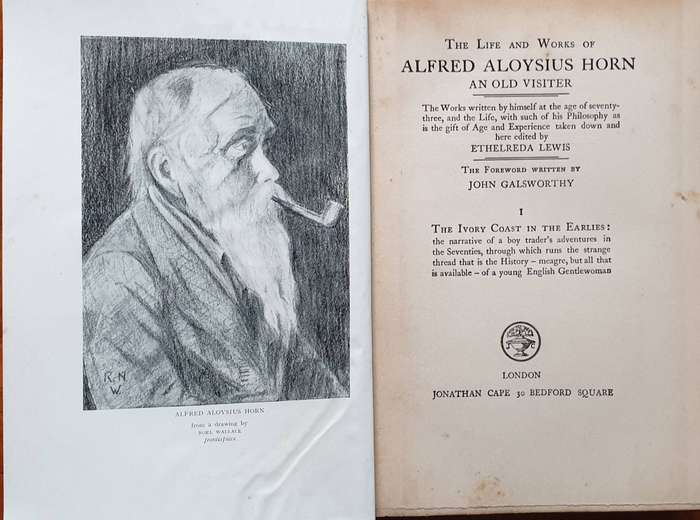 R. N
W.
ALFRED ALOYSIUS HORN
from a drawing by
NOEL WALLACE
frontispiece
THE LIFE AND WORKS OF
ALFRED ALOYSIUS HORN
AN OLD VISITER
The Works written by himself at the age of seventy-
three, and the Life, with such of his Philosophy as
is the gift of Age and Experience taken down and
here edited by
ETHELREDA LEWIS
THE FOREWORD WRITTEN BY
JOHN GALSWORTHY
I
THE IVORY COAST IN THE EARLIES:
the narrative of a boy trader's adventures in
the Seventies, through which runs the strange
thread that is the History – meagre, but all that
is available – of a young English Gentlewoman
LONDON
JONATHAN CAPE 30 BEDFORD SQUARE